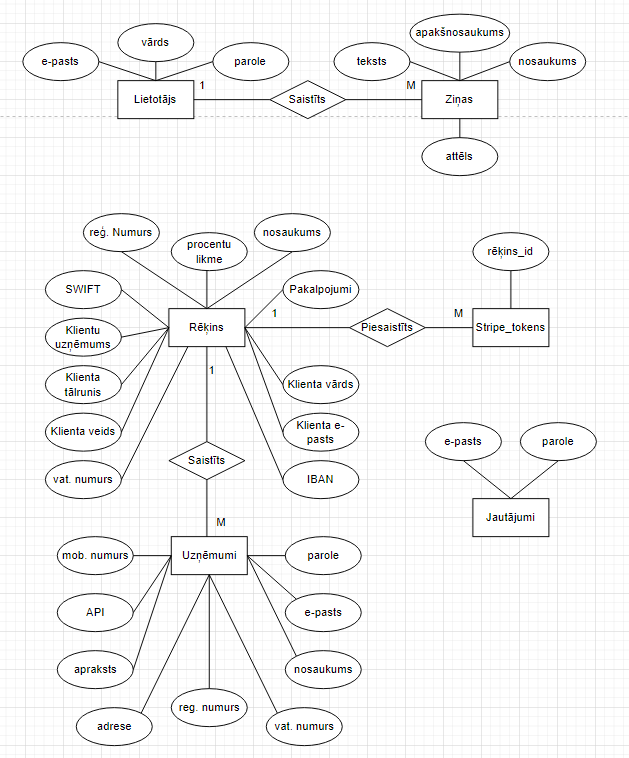 vārds
e-pasts
parole
Lietotājs
1
Saistīts
M
apakšnosaukums
teksts
nosaukums
Ziņas
attēls
reģ. Numurs
procentu
likme
nosaukums
SWIFT
Pakalpojumi
Klientu
uzņēmums
Rēķins
1
Piesaistīts
M
rēķins_id
Stripe_tokens
Klienta
tālrunis
1
Klienta vārds
Klienta veids
Klienta e-
pasts
vat. numurs
Saistīts
IBAN
e-pasts
parole
Jautājumi
M
mob. numurs
Uzņēmumi
parole
API
e-pasts
apraksts
nosaukums
adrese
reg. numurs
vat. numurs